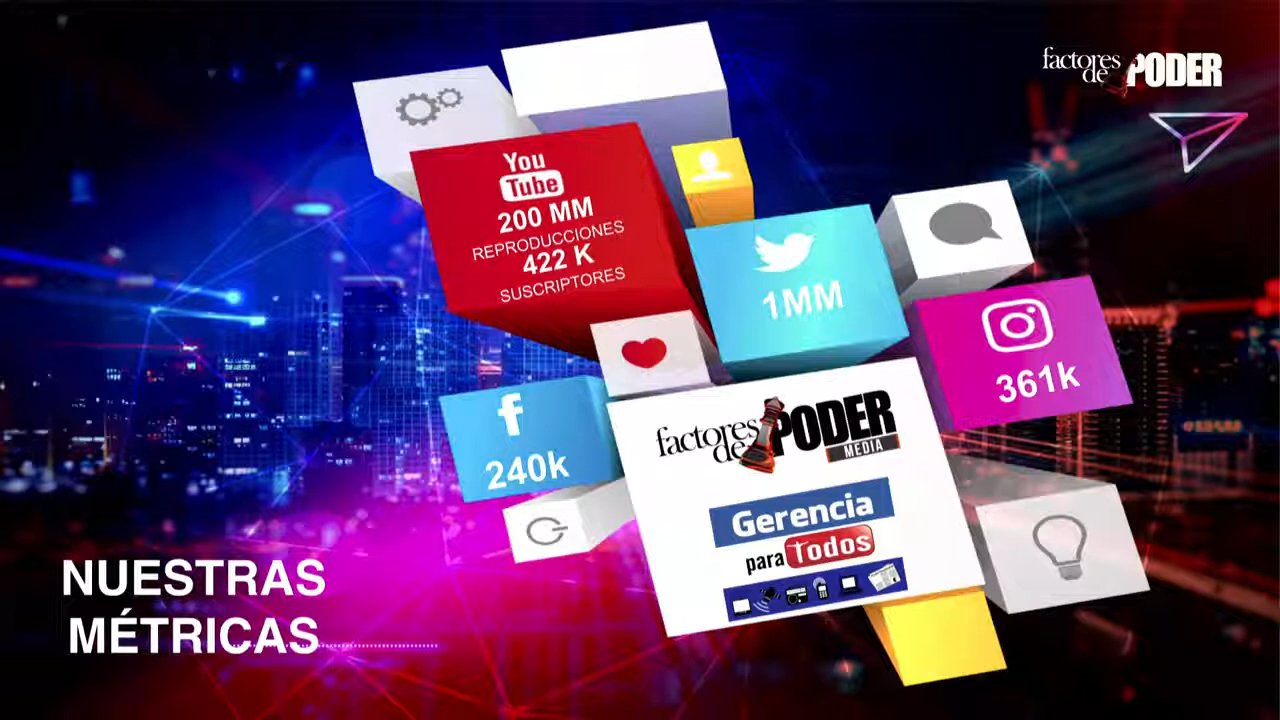 factores
de PODER
You
Tube
200 MM
REPRODUCCIONES
422 K
SUSCRIPTORES
1MM
361k
f
240k
factores
de PODER
MEDIA
Gerencia
para Todos
NUESTRAS
MÉTRICAS